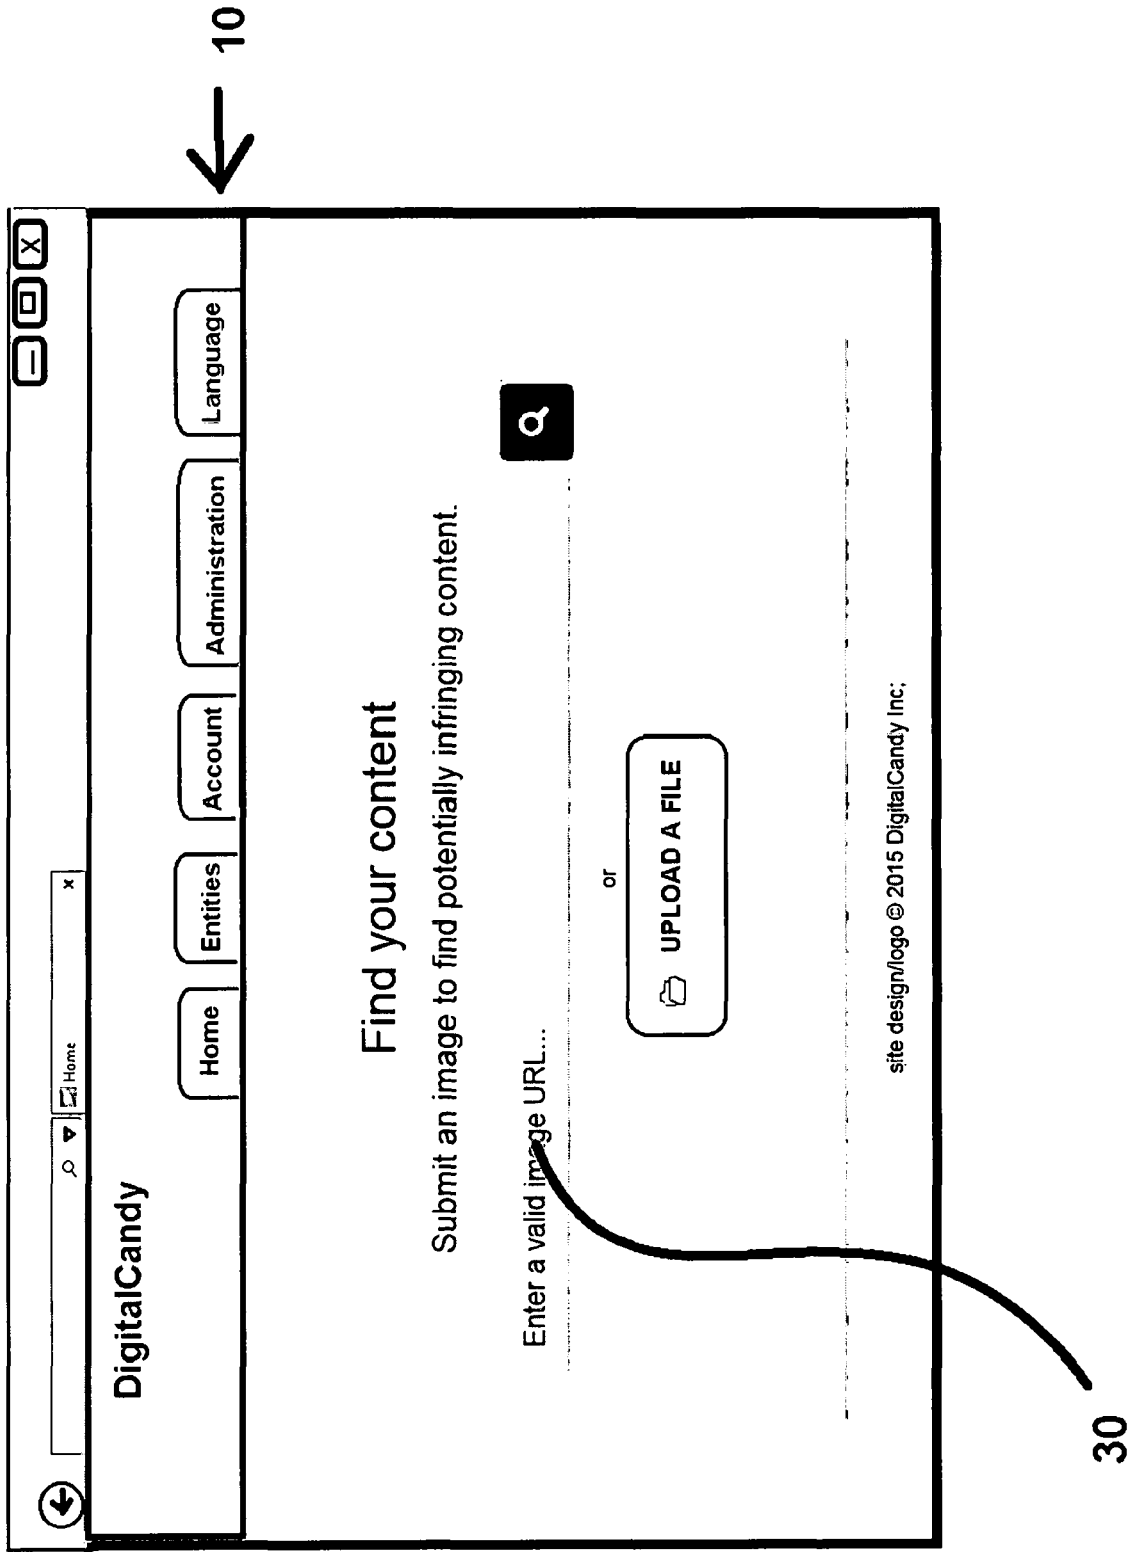 x
Home x
DigitalCandy
Home Entities Account Administration Language
10
Find your content
Submit an image to find potentially infringing content.
Enter a valid image URL...
or
UPLOAD A FILE
site design/logo © 2015 DigitalCandy Inc;
30